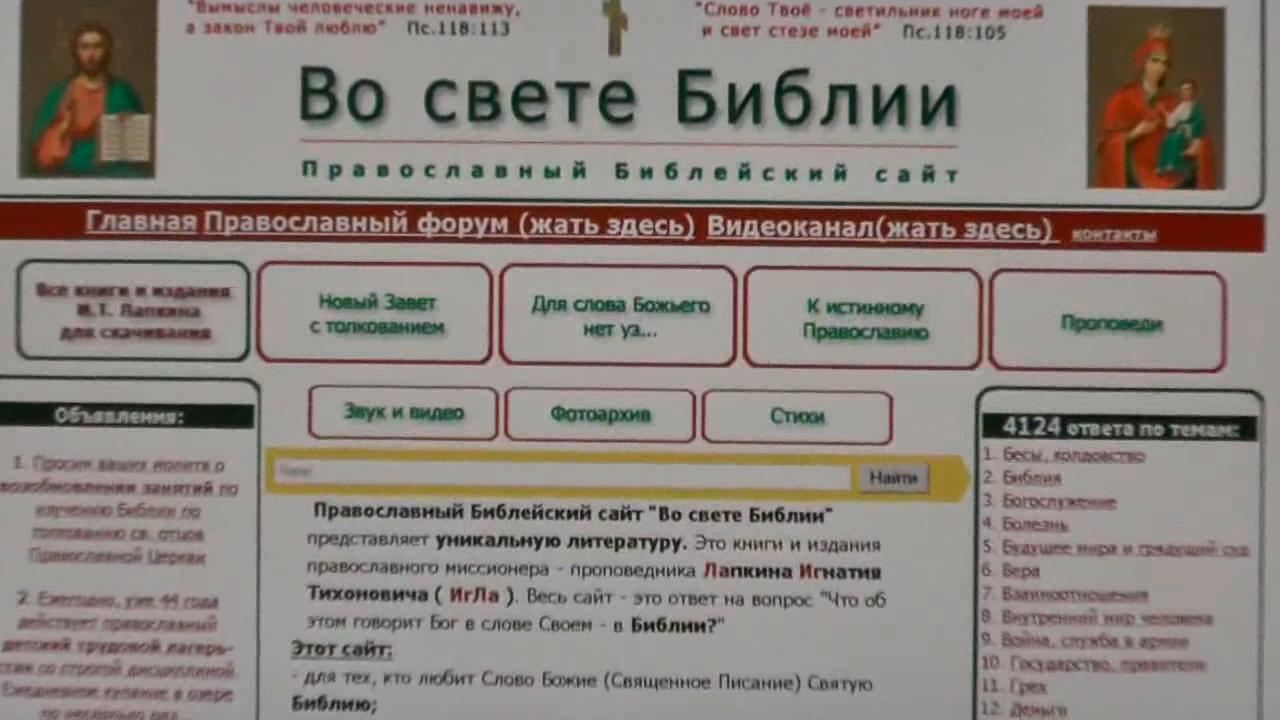 "Вымыслы человеческие ненавижу,
а закон Твой люблю" Пс.118:113
"Слово Твоё - светильник ноге моей
и свет стезе моей" Пс.118:105
Во свете Библии
Православный Библейский сайт
Главная Православный форум (жать здесь) Видеоканал(жать здесь) контакты
Все книги и издания
И.Т. Лапкина
для скачивания
Новый Завет
с толкованием
Для слова Божьего
нет уз...
К истинному
Православию
Проповеди
Звук и видео
Фотоархив
Стихи
Объявления:
1. Просим ваших молитв о
возобновлении занятий по
изучению Библии по
толкованию св. отцов
Православной Церкви
2. Ежегодно, уже 44 года
действует православный
детский трудовой лагерь-
стан со строгой дисциплиной.
Ежедневное купание в озере
по несколько раз...
Найти
Православный Библейский сайт "Во свете Библии"
представляет уникальную литературу. Это книги и издания
православного миссионера - проповедника Лапкина Игнатия
Тихоновича ( ИгЛа ). Весь сайт - это ответ на вопрос "Что об
этом говорит Бог в слове Своем - в Библии?"
Этот сайт:
- для тех, кто любит Слово Божие (Священное Писание) Святую
Библию;
4124 ответа по темам:
1. Бесы, колдовство
2. Библия
3. Богослужение
4. Болезнь
5. Будущее мира и грядущий суд
6. Вера
7. Взаимоотношения
8. Внутренний мир человека
9. Война, служба в армии
10. Государство, правители
11. Грех
12. Деньги